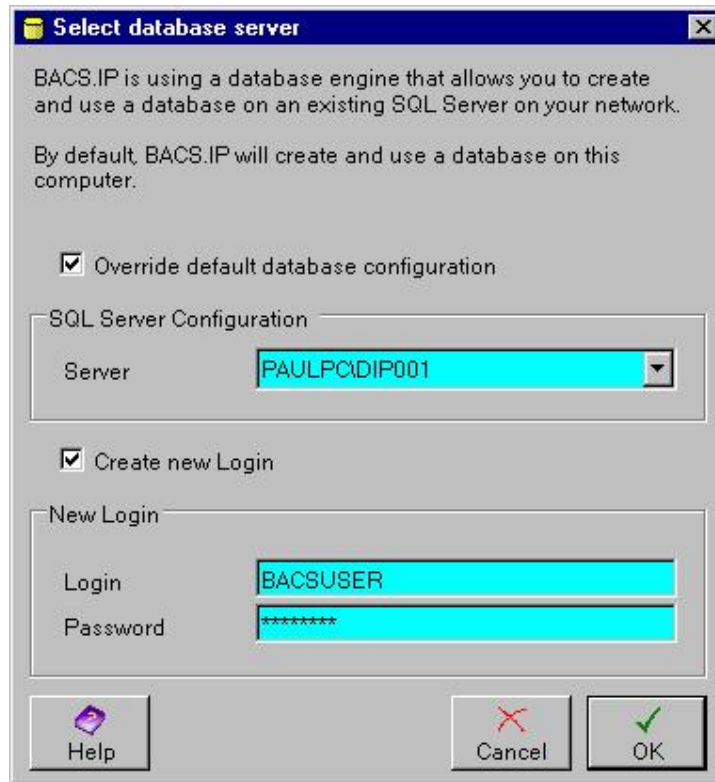 Select database server
BACS.IP is using a database engine that allows you to create
and use a database on an existing SQL Server on your network.
By default, BACS.IP will create and use a database on this
computer.
Override default database configuration
SQL Server Configuration
Server PAULPC\DIP001
Create new Login
New Login
Login BACSUSER
Password ********
Help Cancel OK